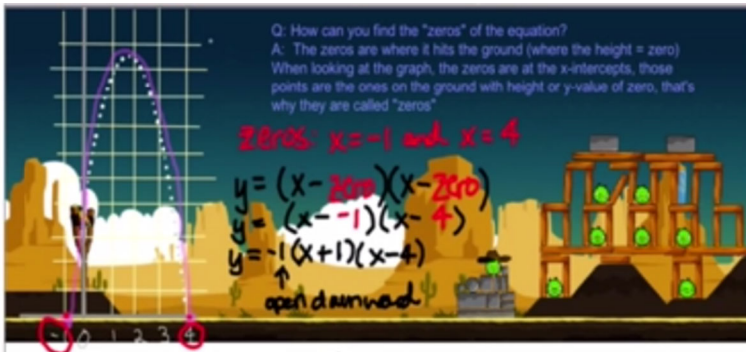 Q: How can you find the "zeros" of the equation?
A: The zeros are where it hits the ground (where the height = zero)
When looking at the graph, the zeros are at the x-intercepts, those
points are the ones on the ground with height or y-value of zero, that's
why they are called "zeros"
zeros: x=-1 and x=4
y=(x-zero)(x-zero)
y=(x--1)(x-4)
y=-1(x+1)(x-4)
↑
open downward
-1 0 1 2 3 4